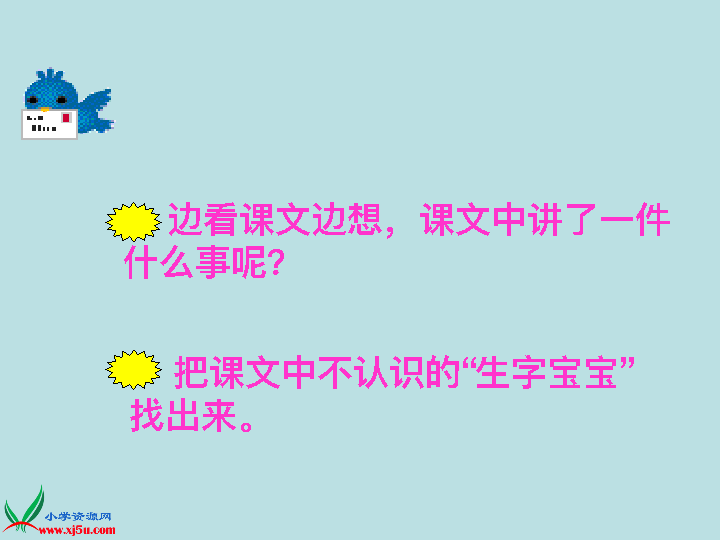 边看课文边想，课文中讲了一件
什么事呢？
把课文中不认识的“生字宝宝”
找出来。
小学资源网
www.xj5u.com